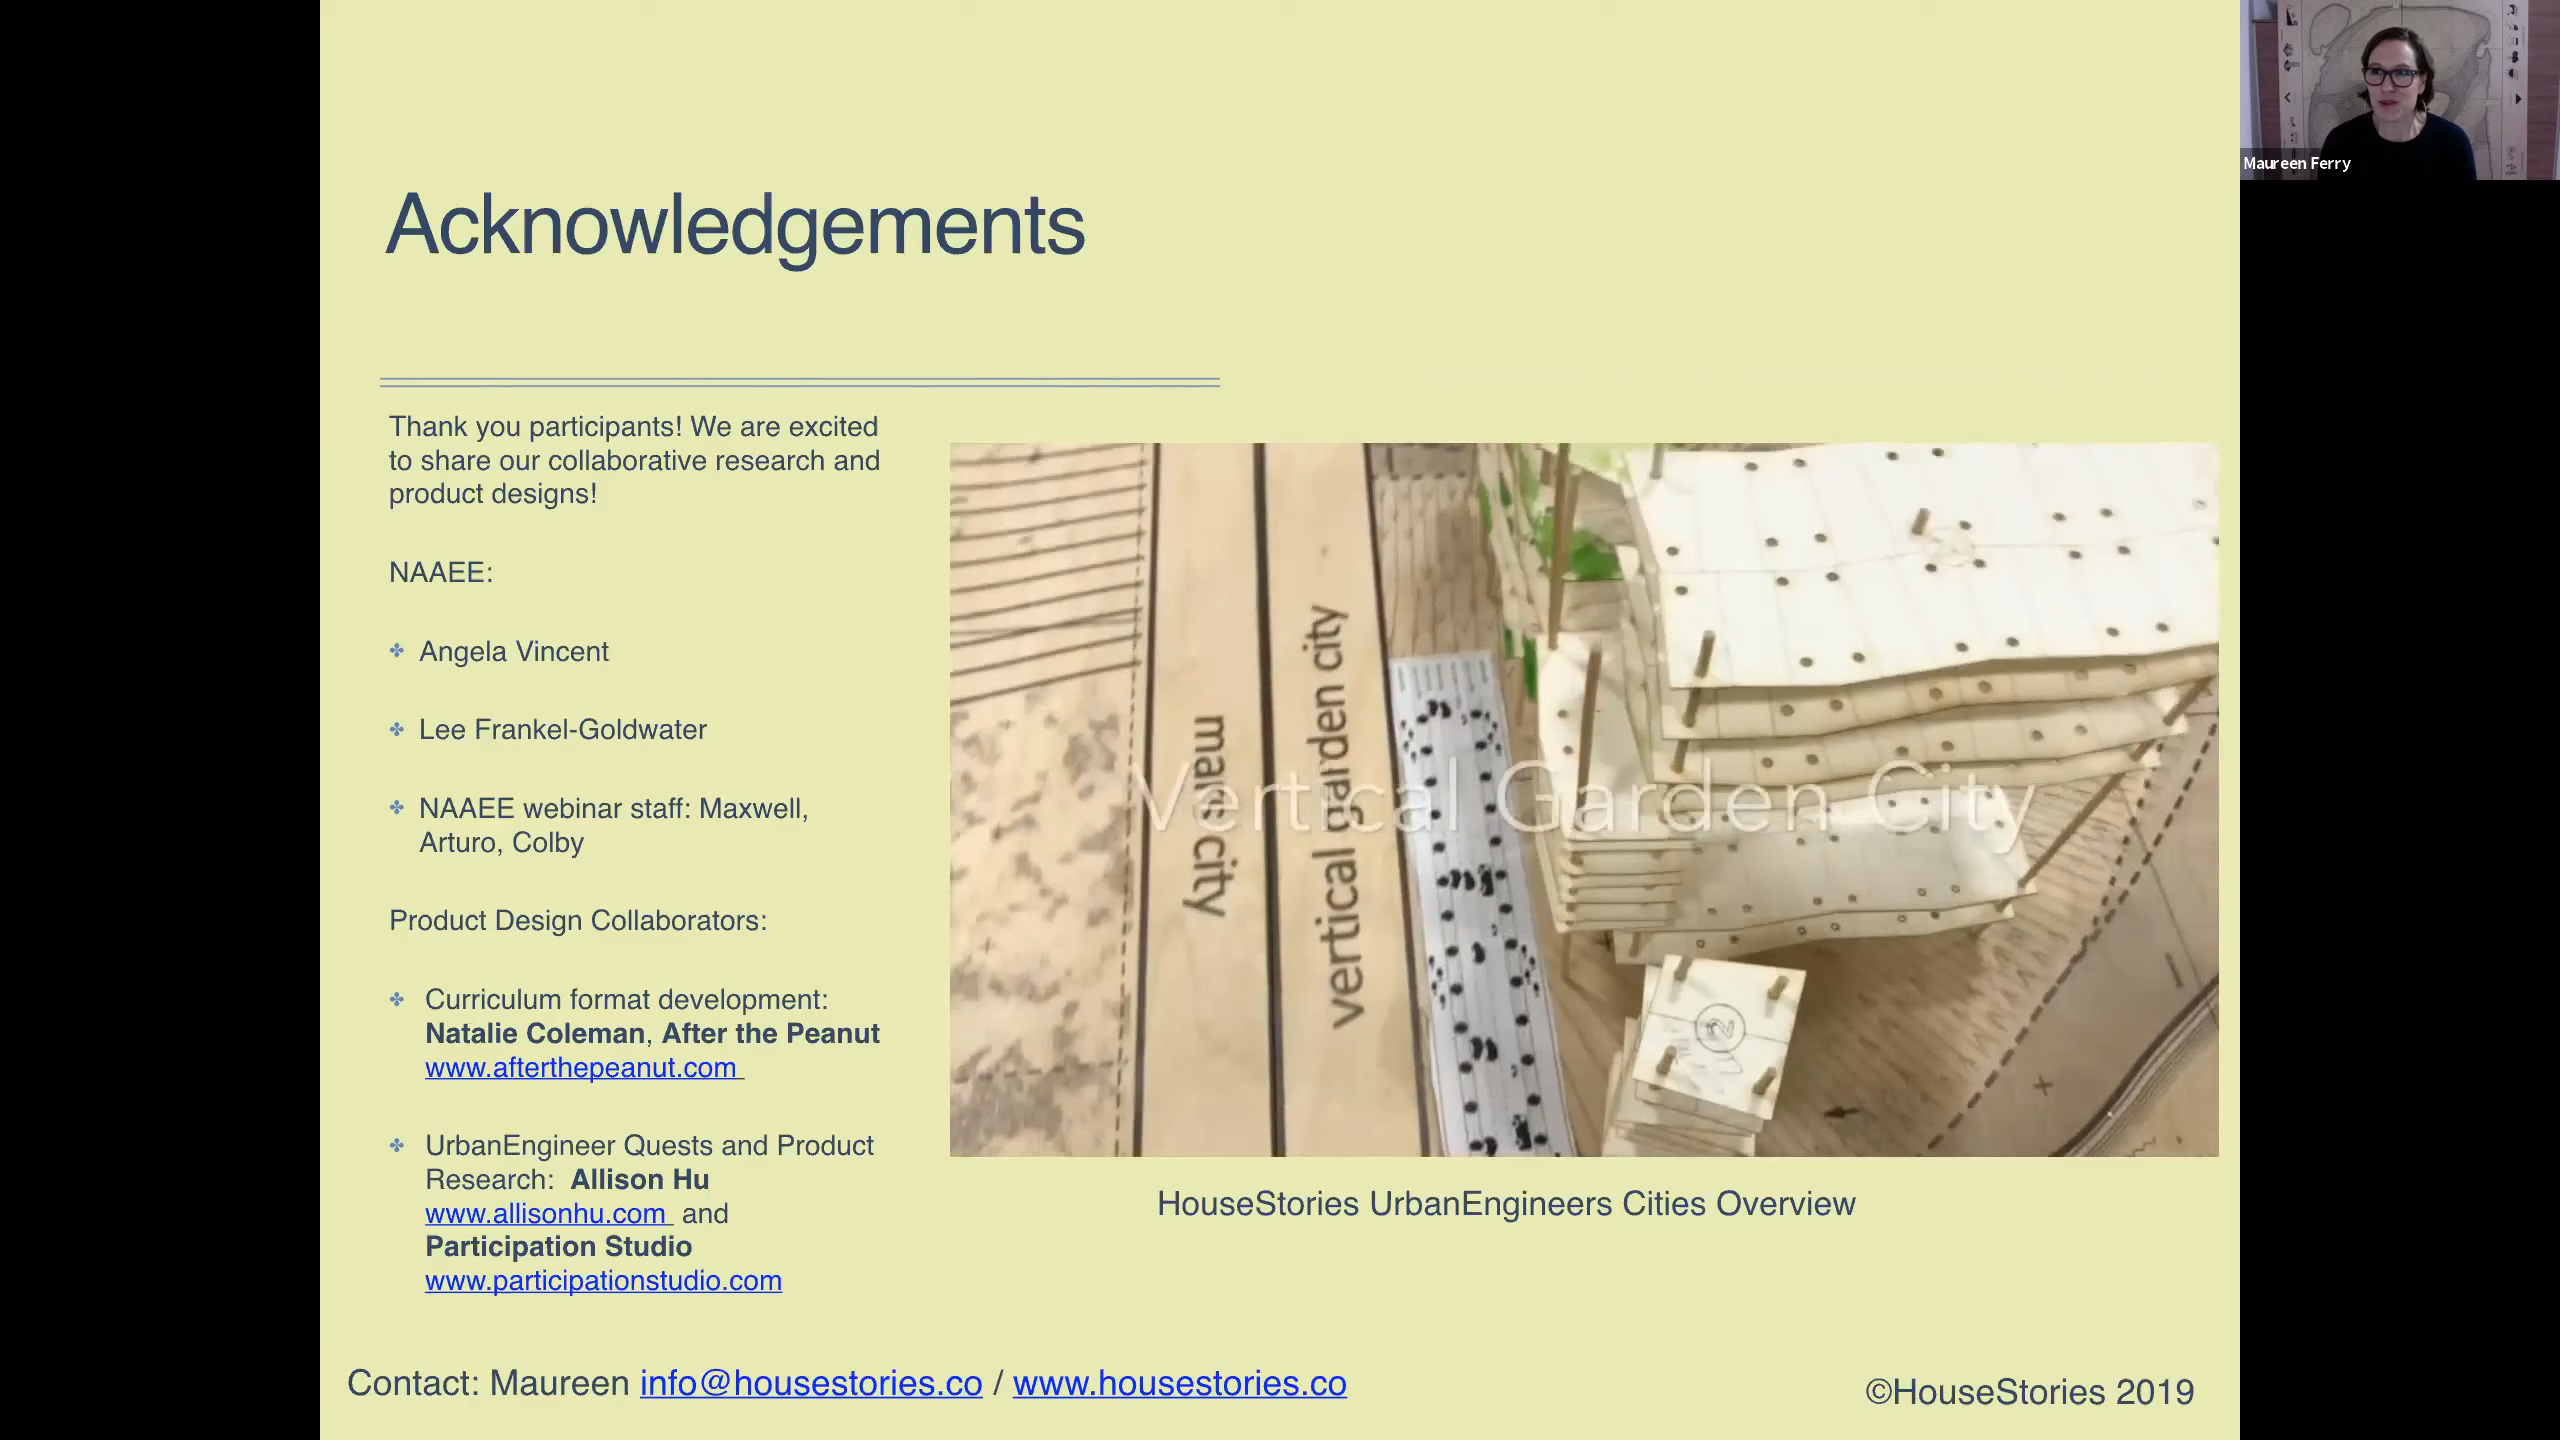 Maureen Ferry
Acknowledgements
Thank you participants! We are excited
to share our collaborative research and
product designs!
NAAEE:
Angela Vincent
Lee Frankel-Goldwater
NAAEE webinar staff: Maxwell,
Arturo, Colby
Product Design Collaborators:
Curriculum format development:
Natalie Coleman, After the Peanut
www.afterthepeanut.com
UrbanEngineer Quests and Product
Research: Allison Hu
www.allisonhu.com and
Participation Studio
www.participationstudio.com
vertical garden city
Vertical Garden City
2
HouseStories UrbanEngineers Cities Overview
Contact: Maureen info@housestories.co / www.housestories.co
©HouseStories 2019